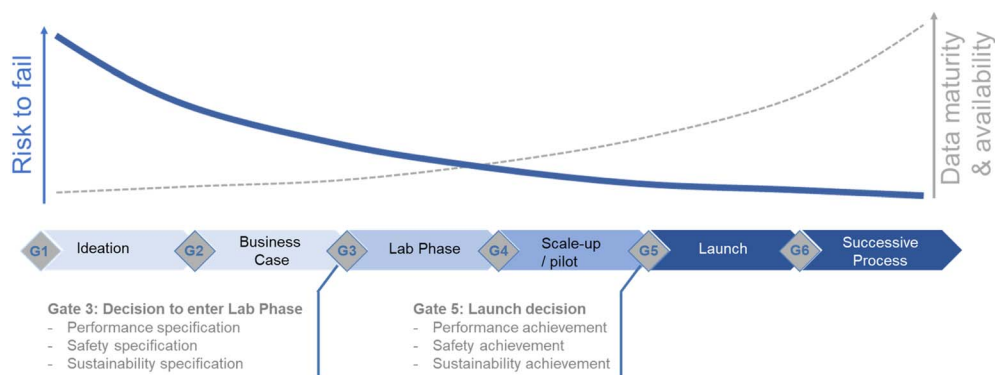 Risk to fail
Data maturity
& availability
G1
Ideation
G2
Business
Case
G3
Lab Phase
G4
Scale-up
/ pilot
G5
Launch
G6
Successive
Process
Gate 3: Decision to enter Lab Phase
- Performance specification
- Safety specification
- Sustainability specification
Gate 5: Launch decision
- Performance achievement
- Safety achievement
- Sustainability achievement